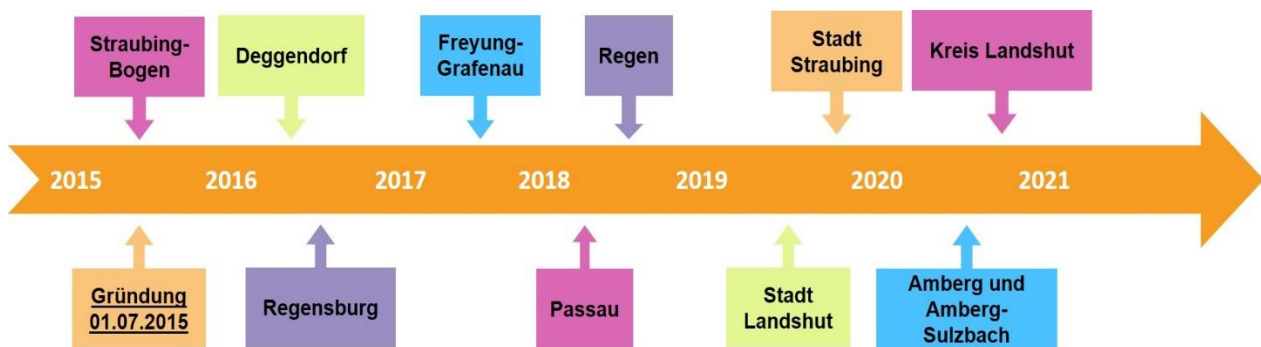 Straubing-
Bogen
Deggendorf
Freyung-
Grafenau
Regen
Stadt
Straubing
Kreis Landshut
2015 2016 2017 2018 2019 2020 2021
Gründung
01.07.2015
Regensburg
Passau
Stadt
Landshut
Amberg und
Amberg-
Sulzbach